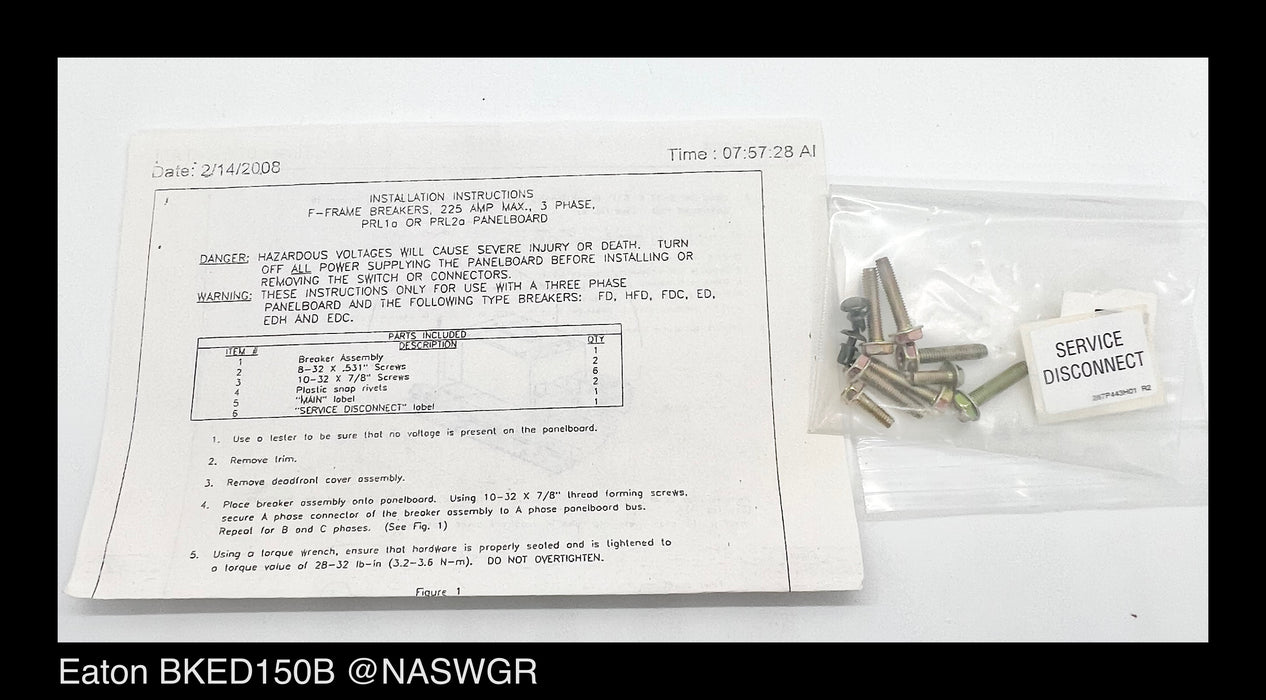 Date: 2/14/2008
Time : 07:57:28 AM
INSTALLATION INSTRUCTIONS
F-FRAME BREAKERS, 225 AMP MAX., 3 PHASE,
PRL1a OR PRL2a PANELBOARD
DANGER: HAZARDOUS VOLTAGES WILL CAUSE SEVERE INJURY OR DEATH. TURN
OFF ALL POWER SUPPLYING THE PANELBOARD BEFORE INSTALLING OR
REMOVING THE SWITCH OR CONNECTORS.
WARNING: THESE INSTRUCTIONS ONLY FOR USE WITH A THREE PHASE
PANELBOARD AND THE FOLLOWING TYPE BREAKERS: FD, HFD, FDC, ED,
EDH AND EDC.
PARTS INCLUDED
ITEM # DESCRIPTION QTY
1 Breaker Assembly 1
2 8-32 X .531" Screws 2
3 10-32 X 7/8" Screws 6
4 Plastic snap rivets 2
5 "MAIN" label 1
6 "SERVICE DISCONNECT" label 1
1. Use a tester to be sure that no voltage is present on the panelboard.
2. Remove trim.
3. Remove deadfront cover assembly.
4. Place breaker assembly onto panelboard. Using 10-32 X 7/8" thread forming screws,
secure A phase connector of the breaker assembly to A phase panelboard bus.
Repeat for B and C phases. (See Fig. 1)
5. Using a torque wrench, ensure that hardware is properly seated and is tightened to
a torque value of 28-32 lb-in (3.2-3.6 N-m). DO NOT OVERTIGHTEN.
Figure 1
SERVICE
DISCONNECT
R2
Eaton BKED150B @NASWGR